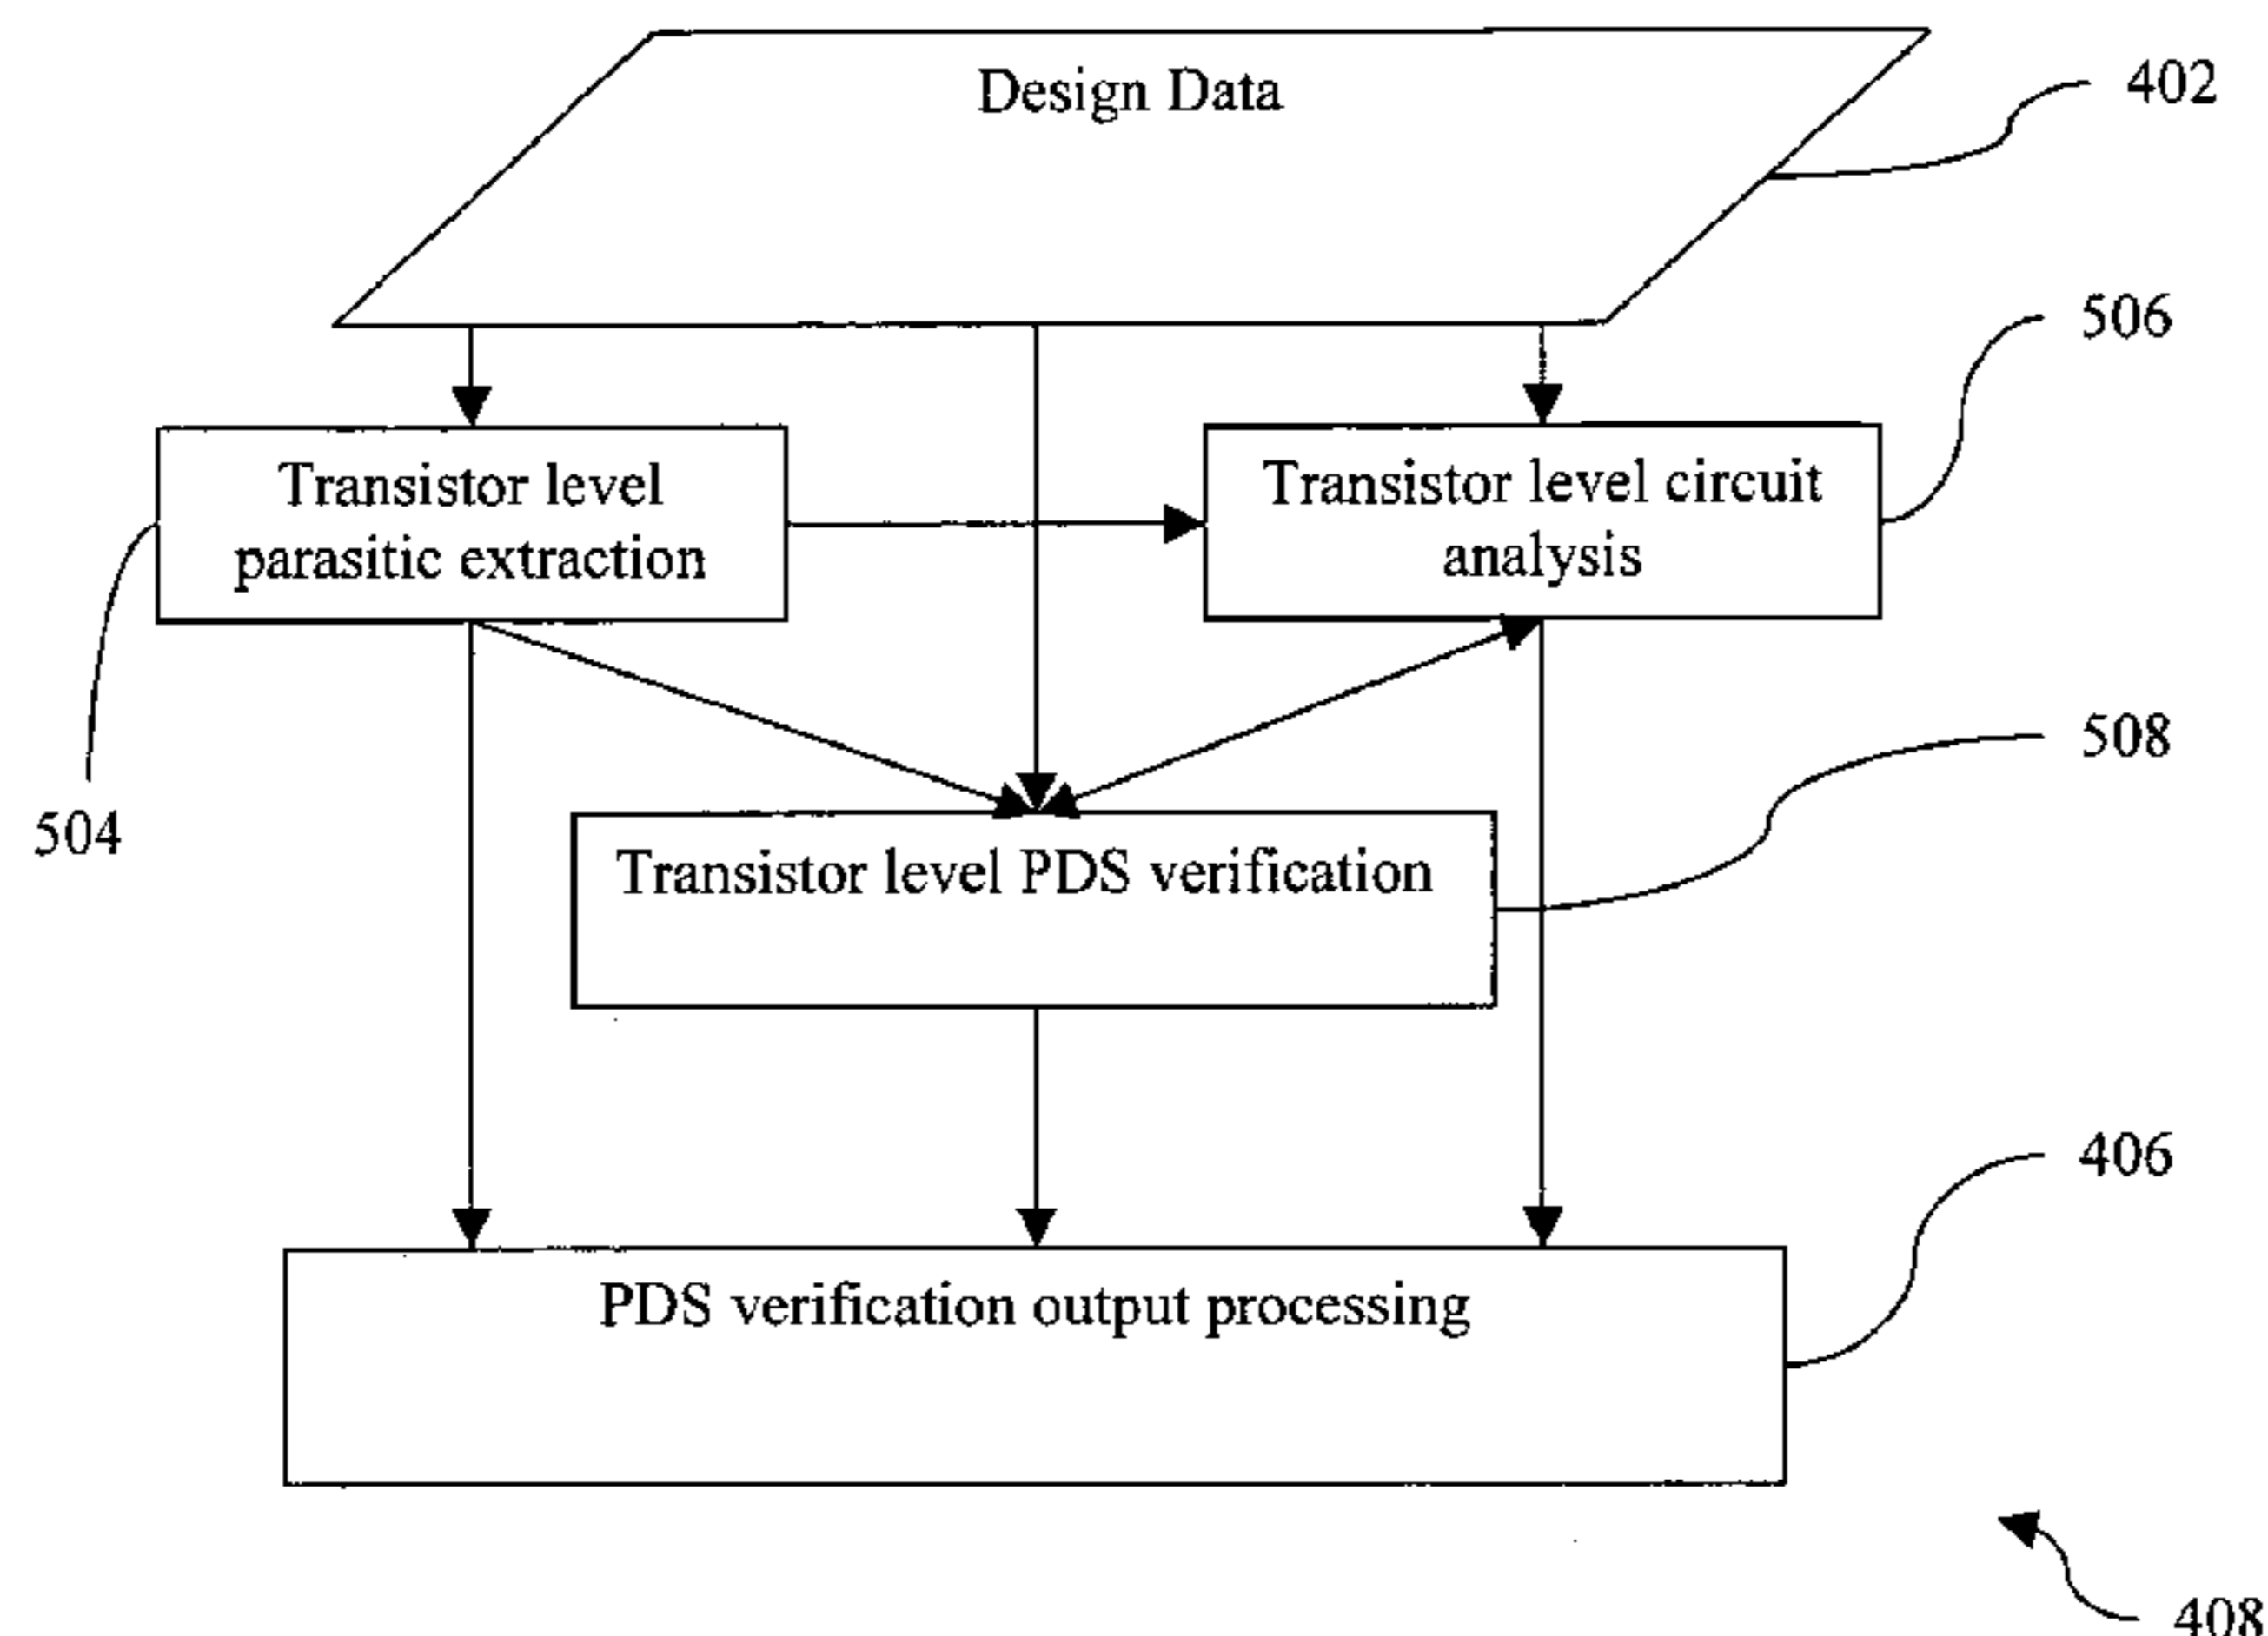 Design Data
402
506
Transistor level
parasitic extraction
Transistor level circuit
analysis
508
504
Transistor level PDS verification
406
PDS verification output processing
408